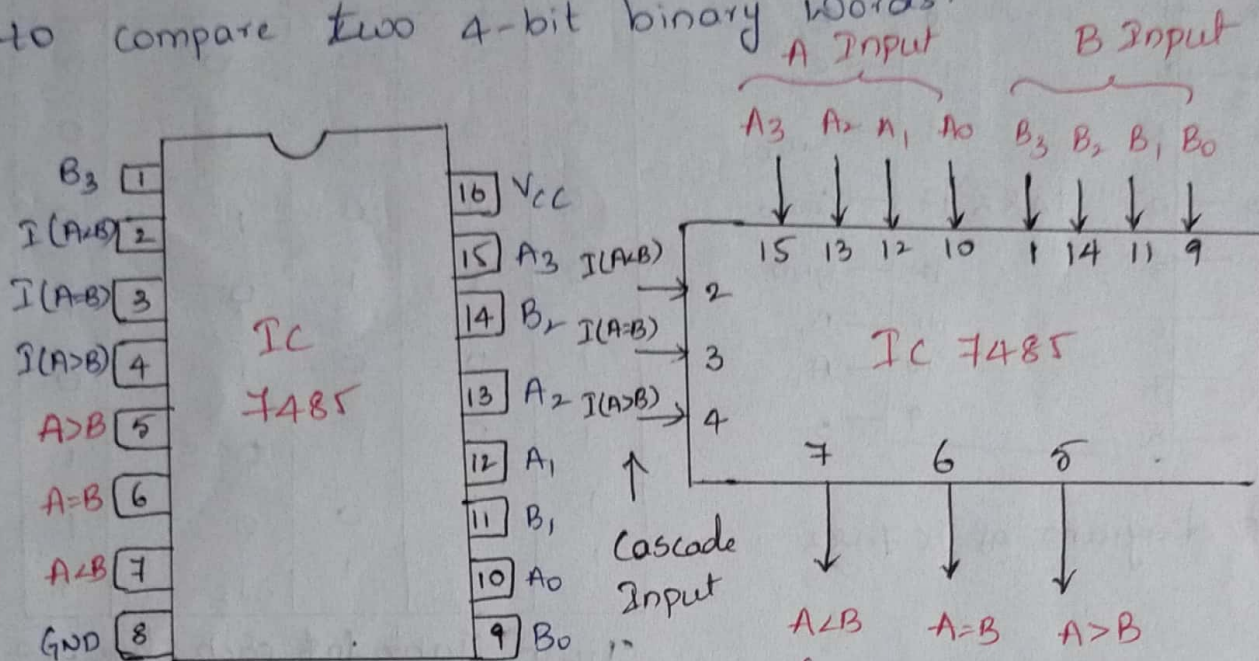 to compare two 4-bit binary words.
A Input B Input
A3 A2 A1 A0 B3 B2 B1 B0
15 13 12 10 1 14 11 9
B3 1
I(A<B) 2
I(A=B) 3
I(A>B) 4
A>B 5
A=B 6
A<B 7
GND 8
IC
7485
16 VCC
15 A3
14 B2
13 A2
12 A1
11 B1
10 A0
9 B0
I(A<B) 2
I(A=B) 3
I(A>B) 4
Cascade
Input
IC 7485
7 6 5
A<B A=B A>B